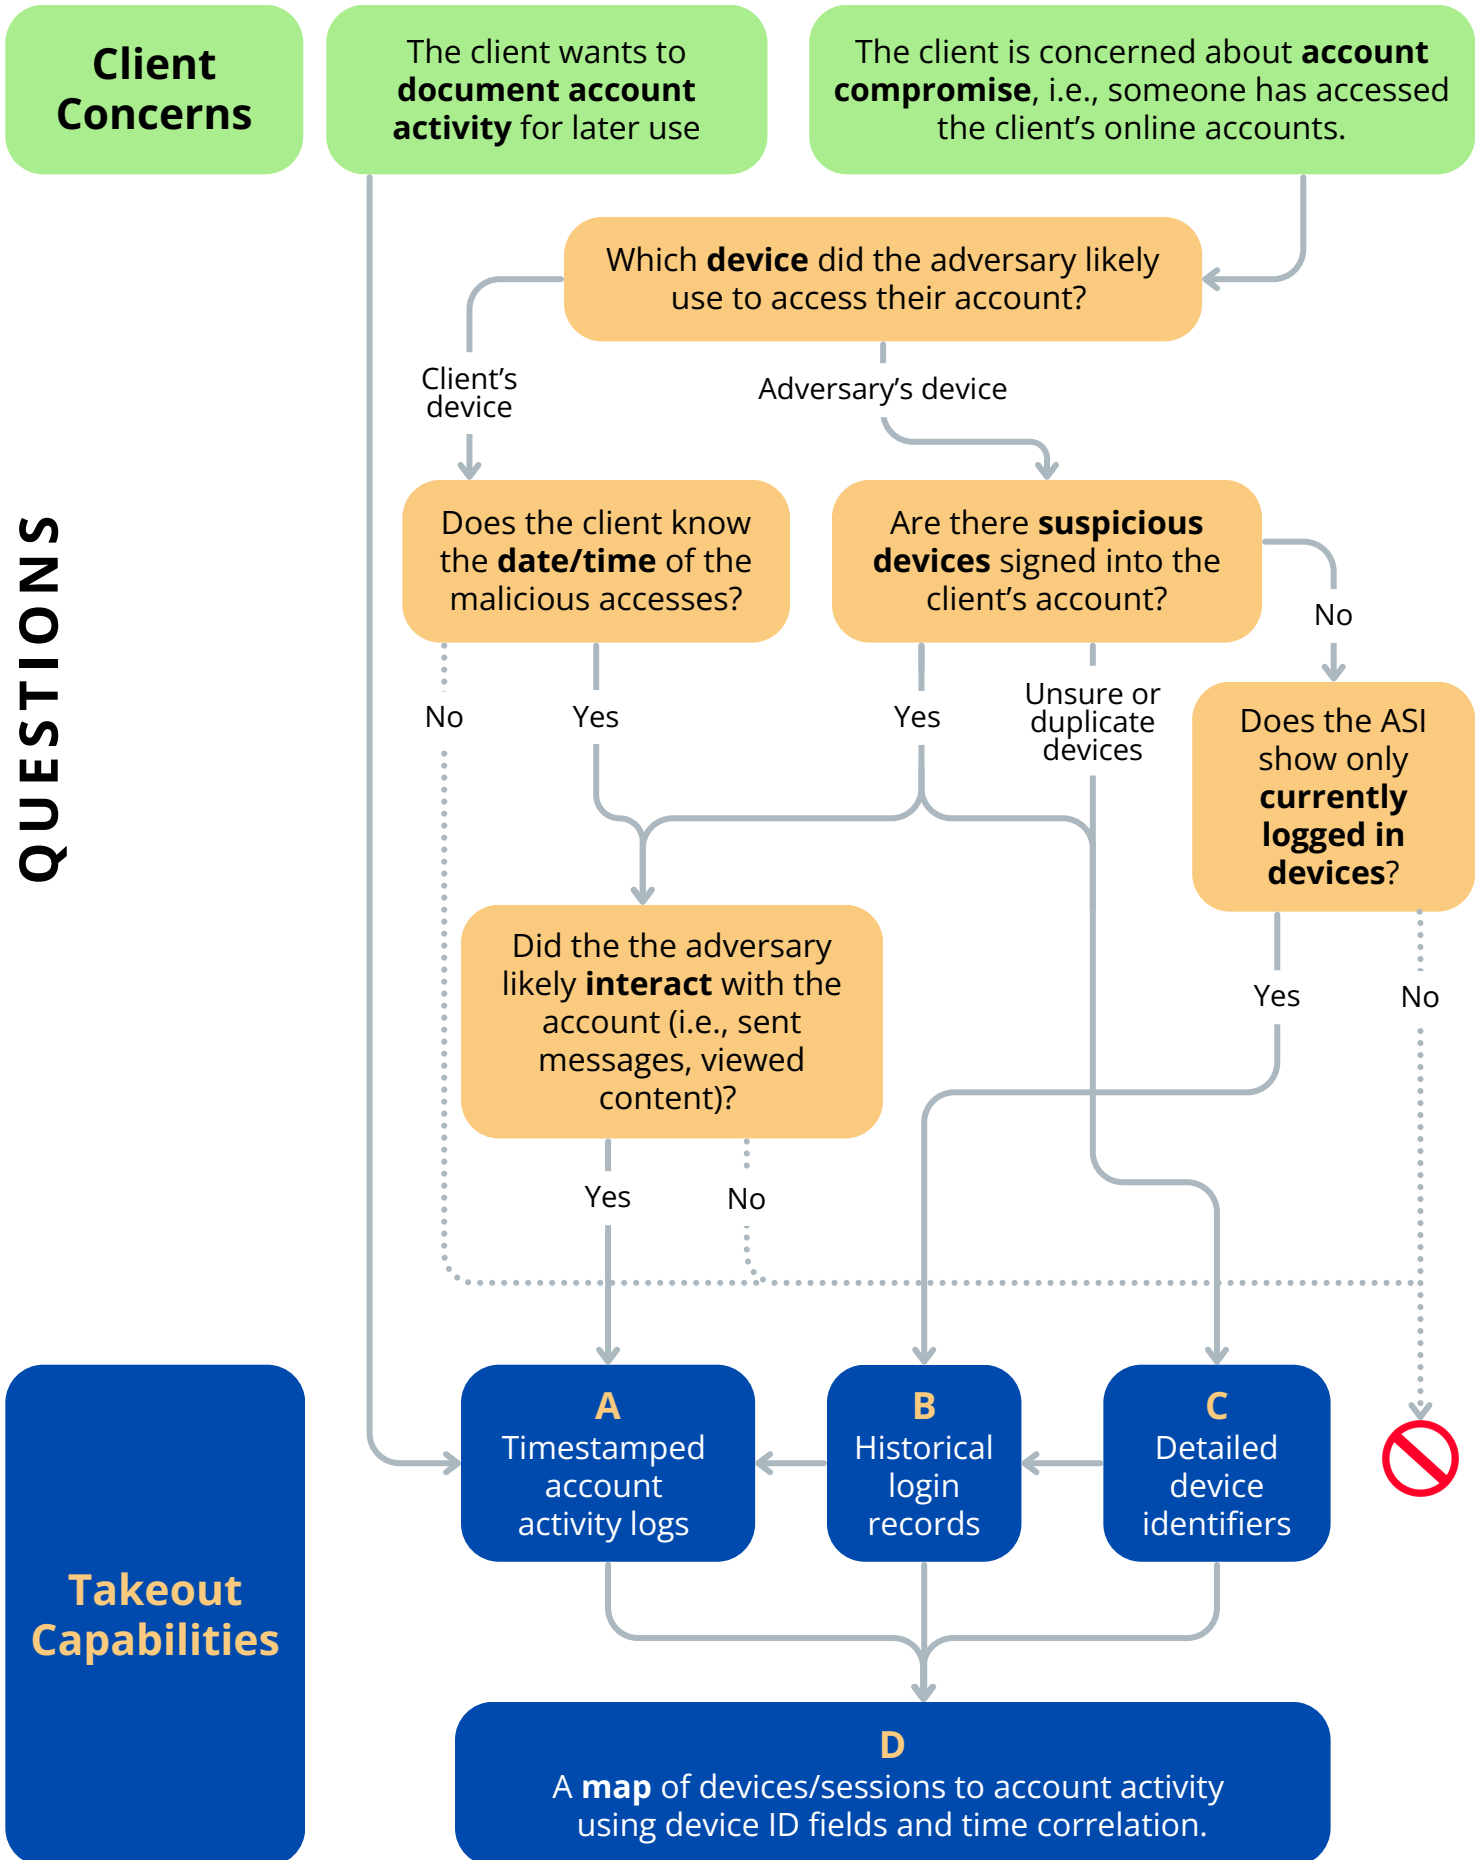 Client
Concerns
The client wants to
document account
activity for later use
The client is concerned about account
compromise, i.e., someone has accessed
the client's online accounts.
Which device did the adversary likely
use to access their account?
Client's
device
Adversary's device
QUESTIONS
Does the client know
the date/time of the
malicious accesses?
Are there suspicious
devices signed into the
client's account?
No
No
Yes
Yes
Unsure or
duplicate
devices
Does the ASI
show only
currently
logged in
devices?
Did the the adversary
likely interact with the
account (i.e., sent
messages, viewed
content)?
Yes
No
Yes
No
Takeout
Capabilities
A
Timestamped
account
activity logs
B
Historical
login
records
C
Detailed
device
identifiers
D
A map of devices/sessions to account activity
using device ID fields and time correlation.